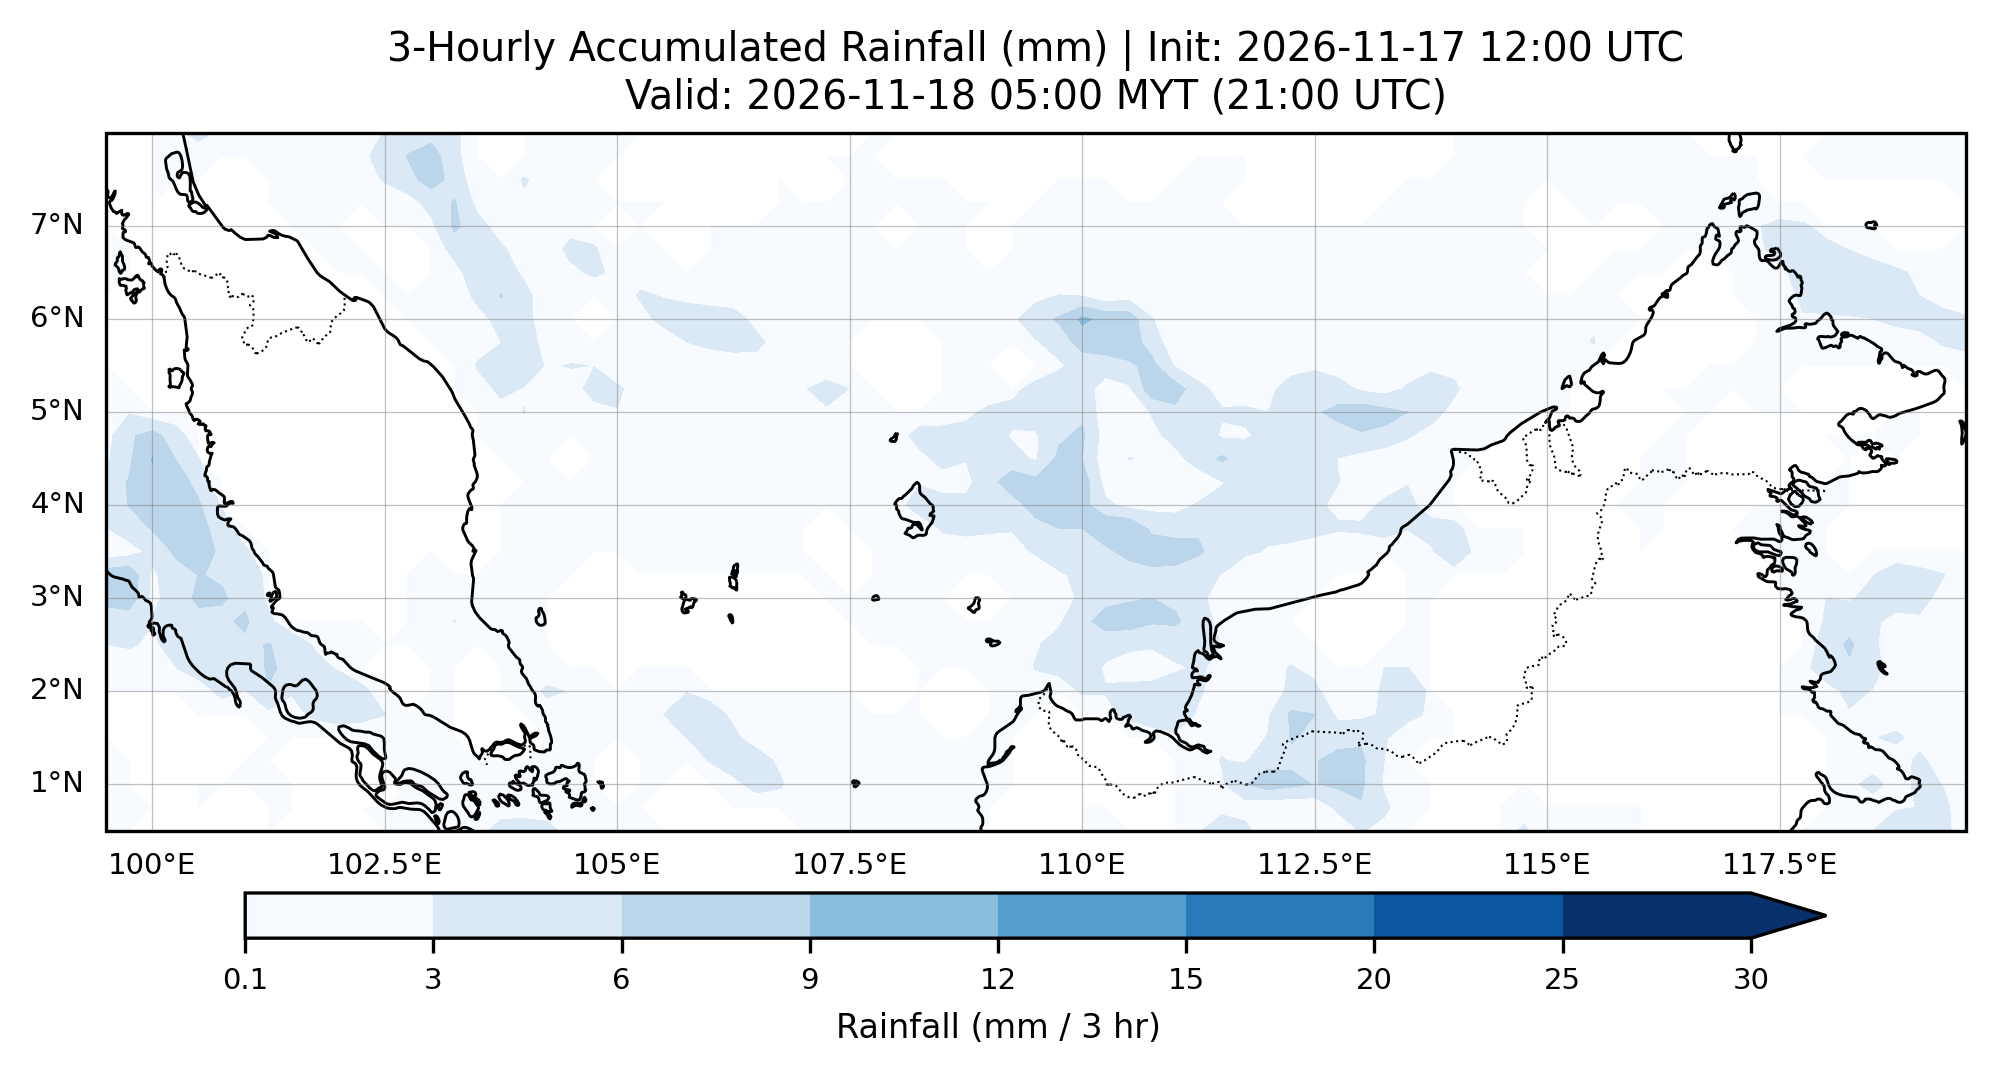 3-Hourly Accumulated Rainfall (mm) | Init: 2026-11-17 12:00 UTC
Valid: 2026-11-18 05:00 MYT (21:00 UTC)
7°N
6°N
5°N
4°N
3°N
2°N
1°N
100°E 102.5°E 105°E 107.5°E 110°E 112.5°E 115°E 117.5°E
0.1 3 6 9 12 15 20 25 30
Rainfall (mm / 3 hr)